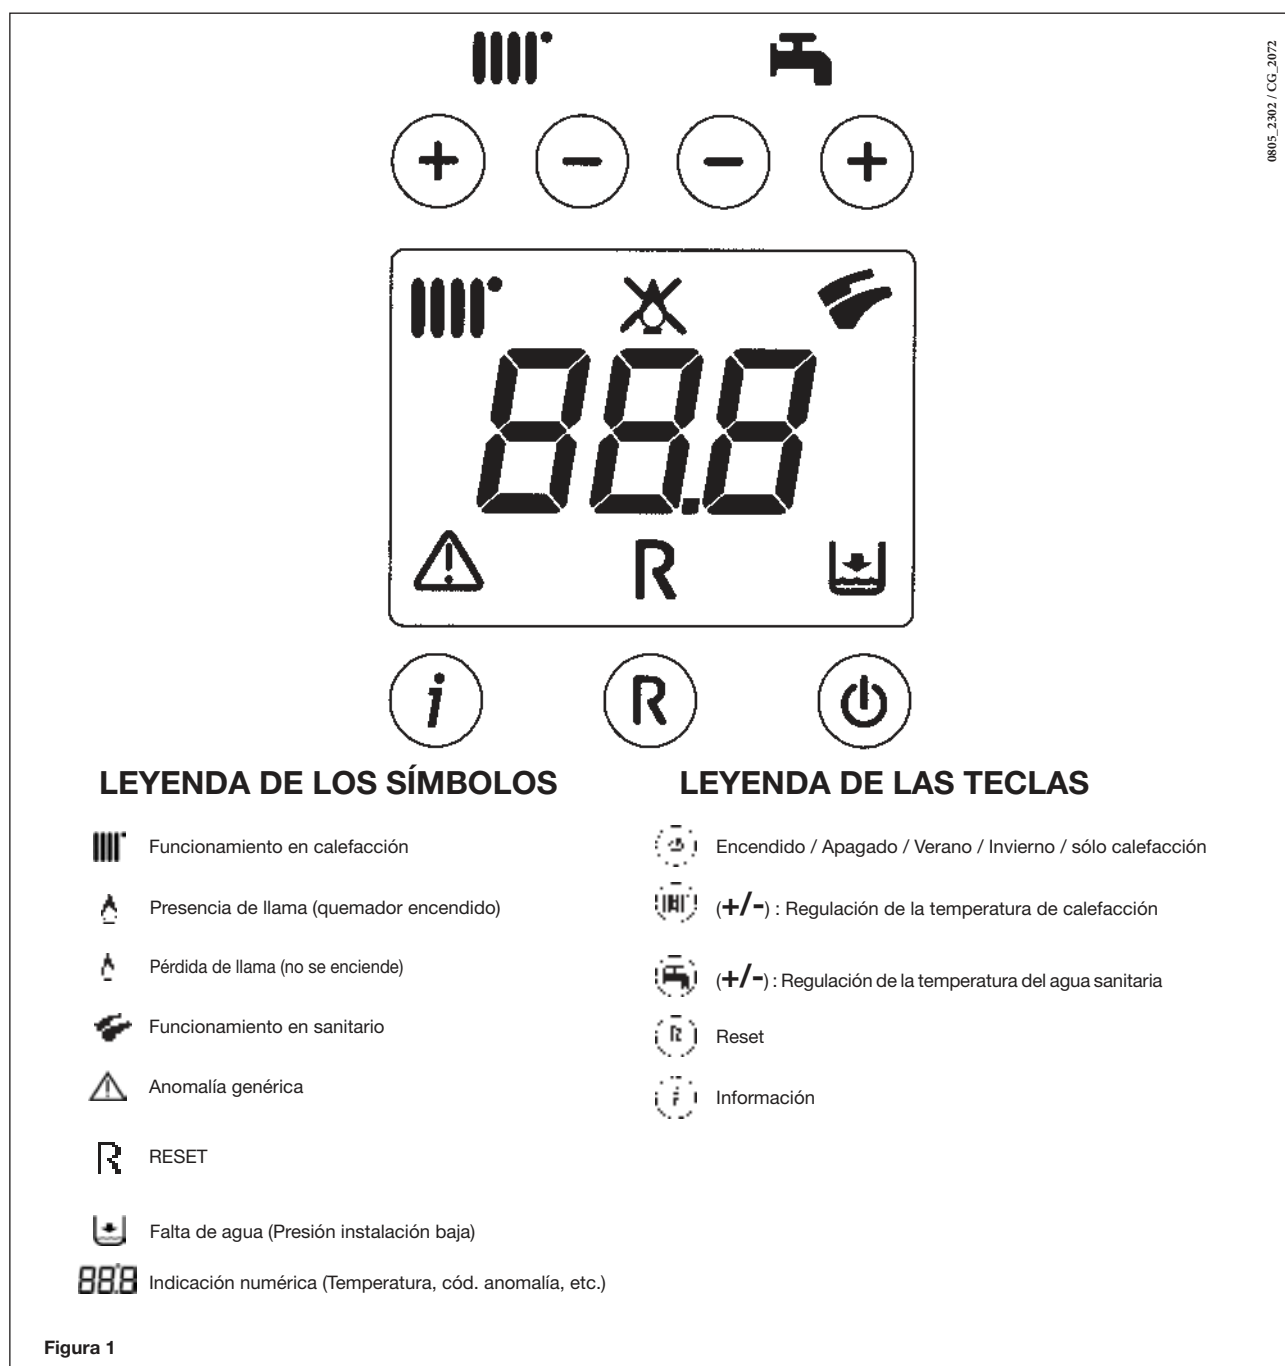 0805_2302 / CG_2072
+ - - +
88.8
R
i R
LEYENDA DE LOS SÍMBOLOS
Funcionamiento en calefacción
Presencia de llama (quemador encendido)
Pérdida de llama (no se enciende)
Funcionamiento en sanitario
Anomalía genérica
R RESET
Falta de agua (Presión instalación baja)
88.8 Indicación numérica (Temperatura, cód. anomalía, etc.)
LEYENDA DE LAS TECLAS
Encendido / Apagado / Verano / Invierno / sólo calefacción
(+/-) : Regulación de la temperatura de calefacción
(+/-) : Regulación de la temperatura del agua sanitaria
R Reset
i Información
Figura 1